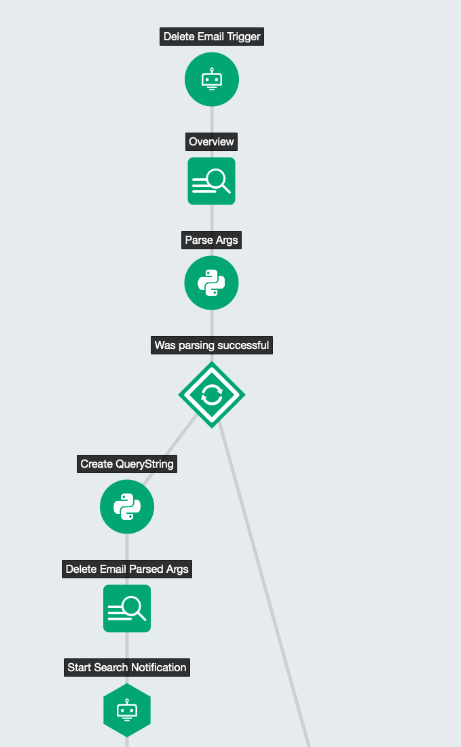 Delete Email Trigger
Overview
Parse Args
Was parsing successful
Create QueryString
Delete Email Parsed Args
Start Search Notification